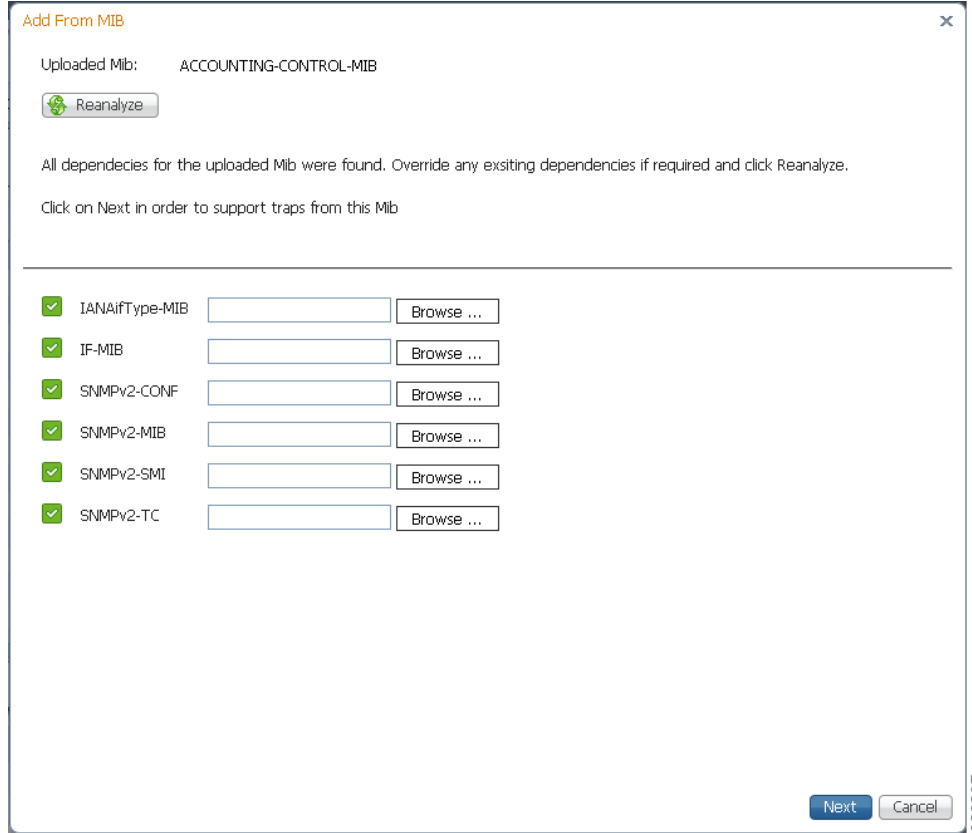 Add From MIB
Uploaded Mib: ACCOUNTING-CONTROL-MIB
Reanalyze
All dependecies for the uploaded Mib were found. Override any exsiting dependencies if required and click Reanalyze.
Click on Next in order to support traps from this Mib
IANAifType-MIB Browse ...
IF-MIB Browse ...
SNMPv2-CONF Browse ...
SNMPv2-MIB Browse ...
SNMPv2-SMI Browse ...
SNMPv2-TC Browse ...
Next Cancel